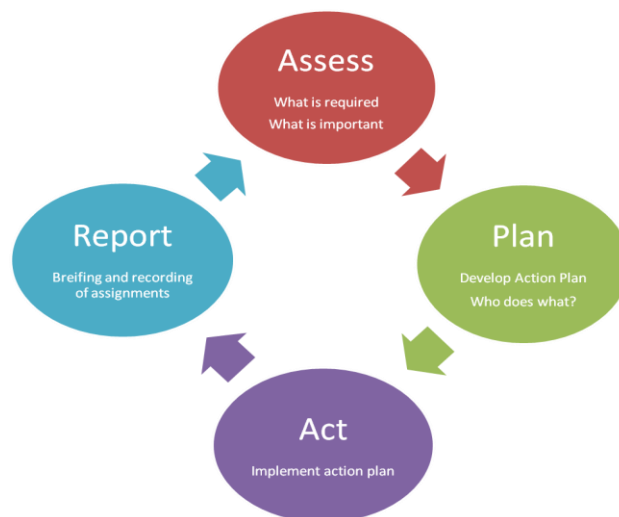 Assess
What is required
What is important
Plan
Develop Action Plan
Who does what?
Act
Implement action plan
Report
Breifing and recording
of assignments